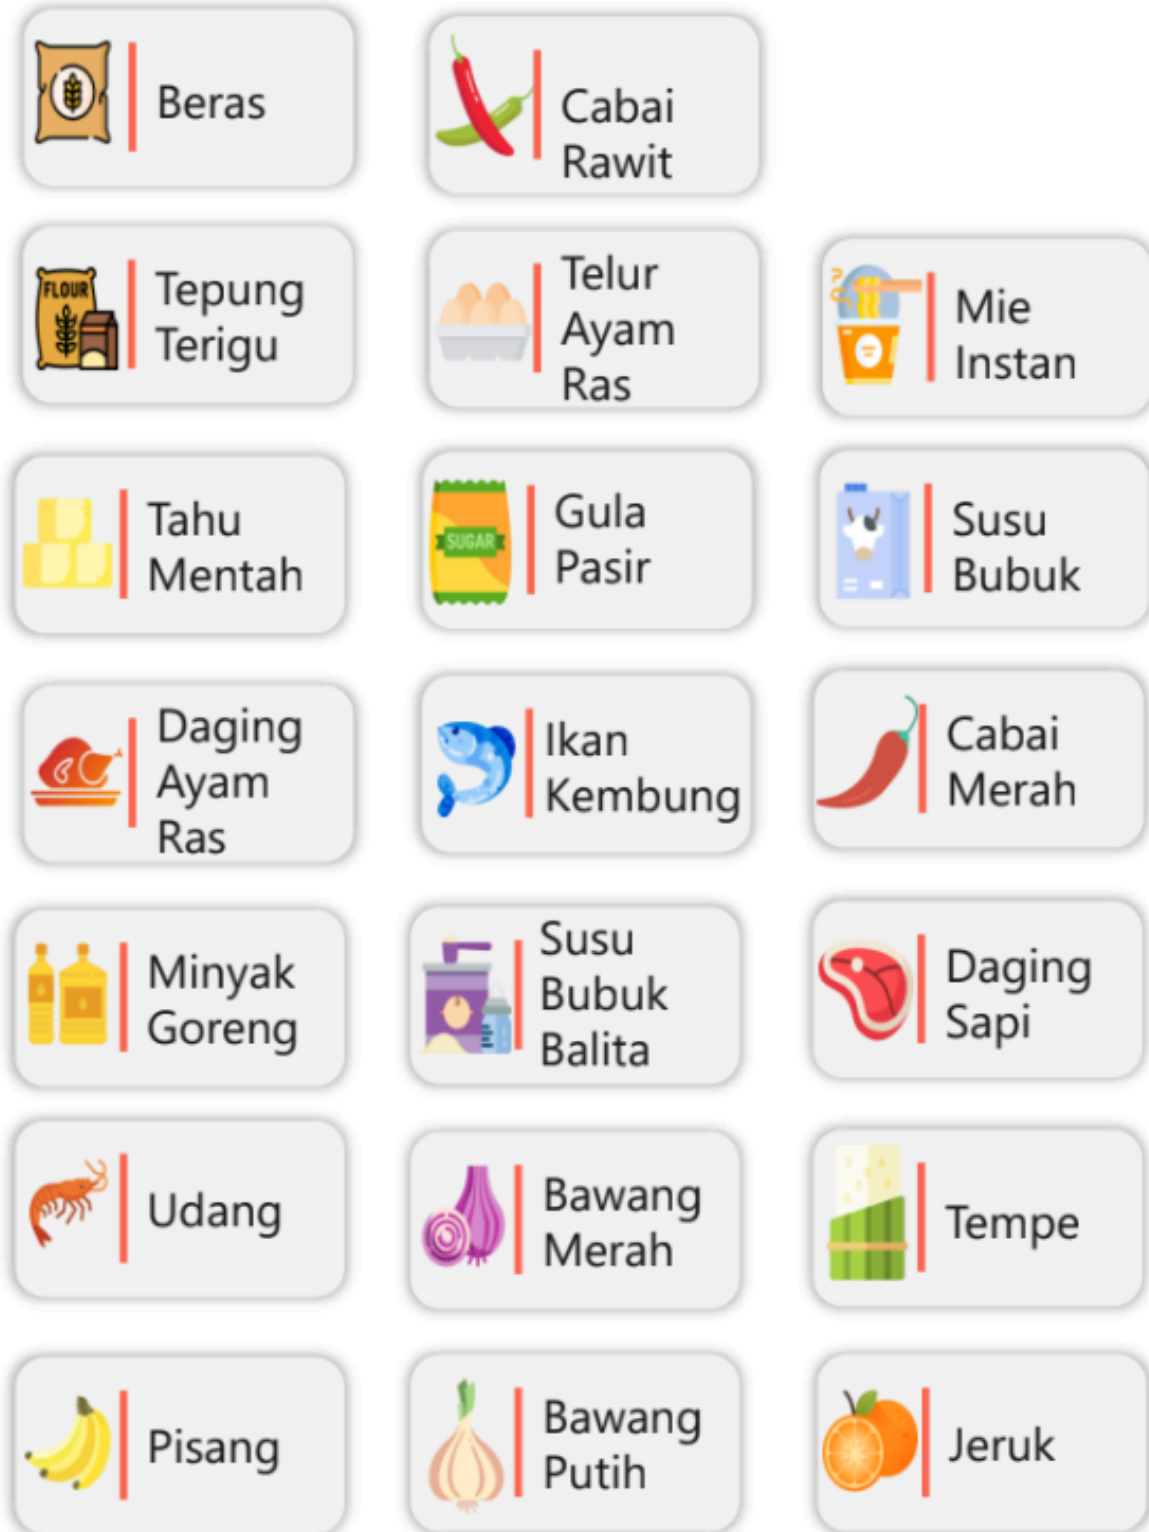 Beras
Cabai
Rawit
FLOUR
Tepung
Terigu
Telur
Ayam
Ras
Mie
Instan
Tahu
Mentah
SUGAR
Gula
Pasir
Susu
Bubuk
Daging
Ayam
Ras
Ikan
Kembung
Cabai
Merah
Minyak
Goreng
Susu
Bubuk
Balita
Daging
Sapi
Udang
Bawang
Merah
Tempe
Pisang
Bawang
Putih
Jeruk